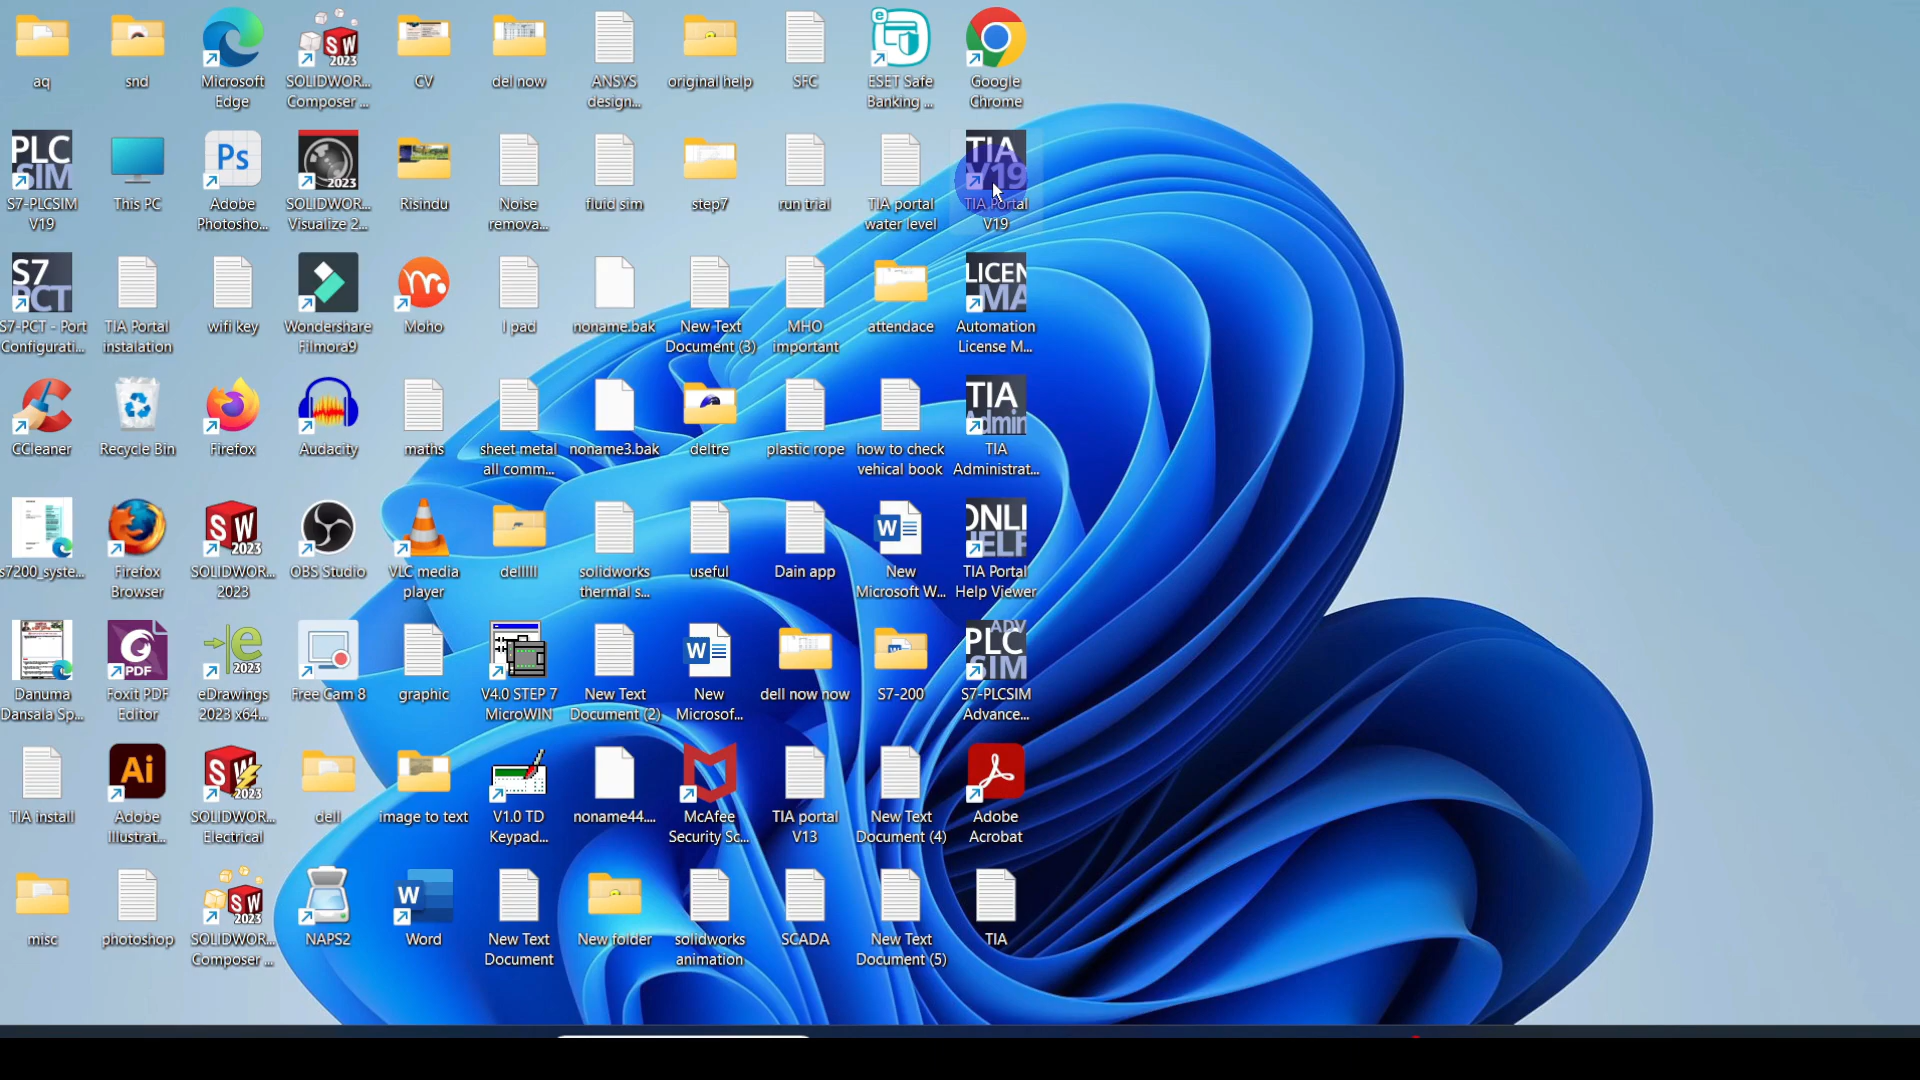 aq
snd
Microsoft
Edge
SOLIDWOR...
Composer ...
CV
del now
ANSYS
design...
original help
SFC
ESET Safe
Banking ...
Google
Chrome
S7-PLCSIM
V19
This PC
Adobe
Photosho...
SOLIDWOR...
Visualize 2...
Risindu
Noise
remova...
fluid sim
step7
run trial
TIA portal
water level
TIA Portal
V19
S7-PCT - Port
Configurati...
TIA Portal
instalation
wifi key
Wondershare
Filmora9
Moho
I pad
noname.bak
New Text
Document (3)
MHO
important
attendace
Automation
License M...
CCleaner
Recycle Bin
Firefox
Audacity
maths
sheet metal
all comm...
noname3.bak
deltre
plastic rope
how to check
vehical book
TIA
Administrat...
s7200_syste...
Firefox
Browser
SOLIDWOR...
2023
OBS Studio
VLC media
player
delllll
solidworks
thermal s...
useful
Dain app
New
Microsoft W...
TIA Portal
Help Viewer
Danuma
Dansala Sp...
Foxit PDF
Editor
eDrawings
2023 x64...
Free Cam 8
graphic
V4.0 STEP 7
MicroWIN
New Text
Document (2)
New
Microsof...
dell now now
S7-200
S7-PLCSIM
Advance...
TIA install
Adobe
Illustrat...
SOLIDWOR...
Electrical
dell
image to text
V1.0 TD
Keypad...
noname44....
McAfee
Security Sc...
TIA portal
V13
New Text
Document (4)
Adobe
Acrobat
misc
photoshop
SOLIDWOR...
Composer ...
NAPS2
Word
New Text
Document
New folder
solidworks
animation
SCADA
New Text
Document (5)
TIA